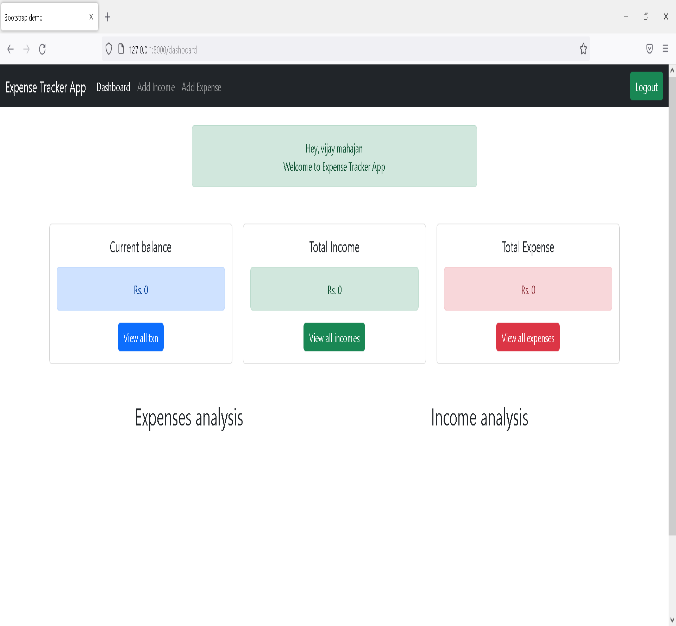 Bootstrap demo
127.0.0.1:5000/dashboard
Expense Tracker App Dashboard Add Income Add Expense Logout
Hey, vijay mahajan
Welcome to Expense Tracker App
Current balance Total Income Total Expense
Rs. 0 Rs. 0 Rs. 0
View all txn View all incomes View all expenses
Expenses analysis Income analysis